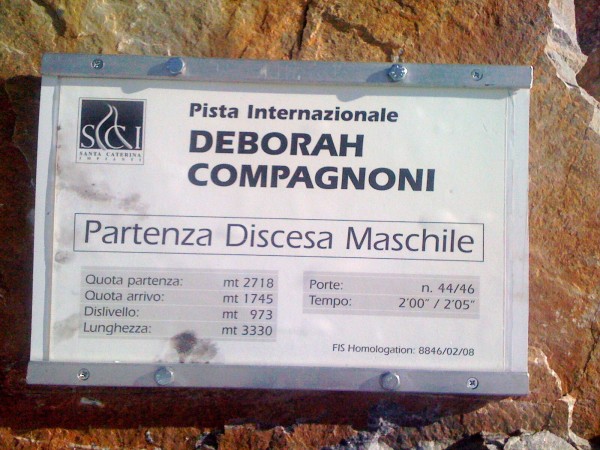 S&I
SANTA CATERINA
IMPIANTI
Pista Internazionale
DEBORAH
COMPAGNONI
Partenza Discesa Maschile
Quota partenza: mt 2718
Quota arrivo: mt 1745
Dislivello: mt 973
Lunghezza: mt 3330
Porte: n. 44/46
Tempo: 2'00" / 2'05"
FIS Homologation: 8846/02/08